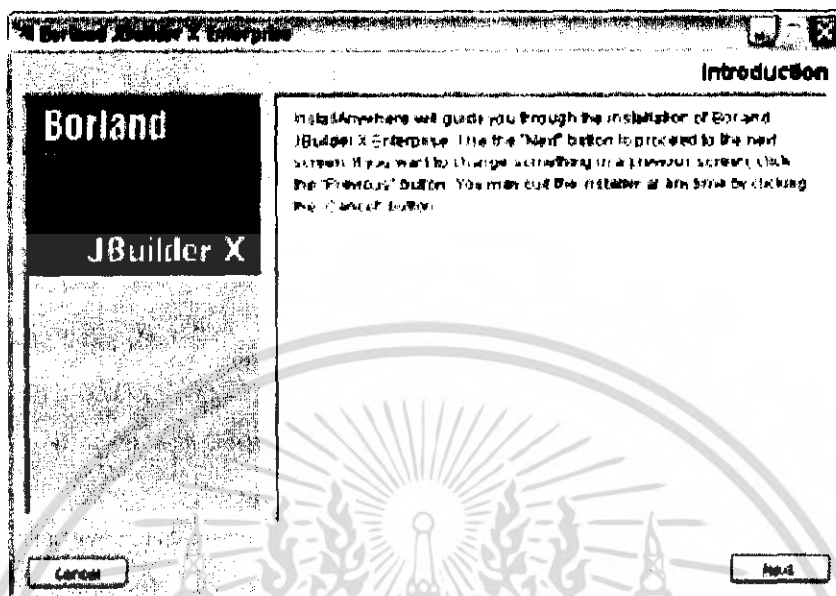 Borland JBuilder X Enterprise
Introduction
Borland
JBuilder X
InstallAnywhere will guide you through the installation of Borland
JBuilder X Enterprise. Use the "Next" button to proceed to the next
screen. If you want to change something in a previous screen, click
the "Previous" button. You may quit the installer at any time by clicking
the "Cancel" button.
Cancel
Next